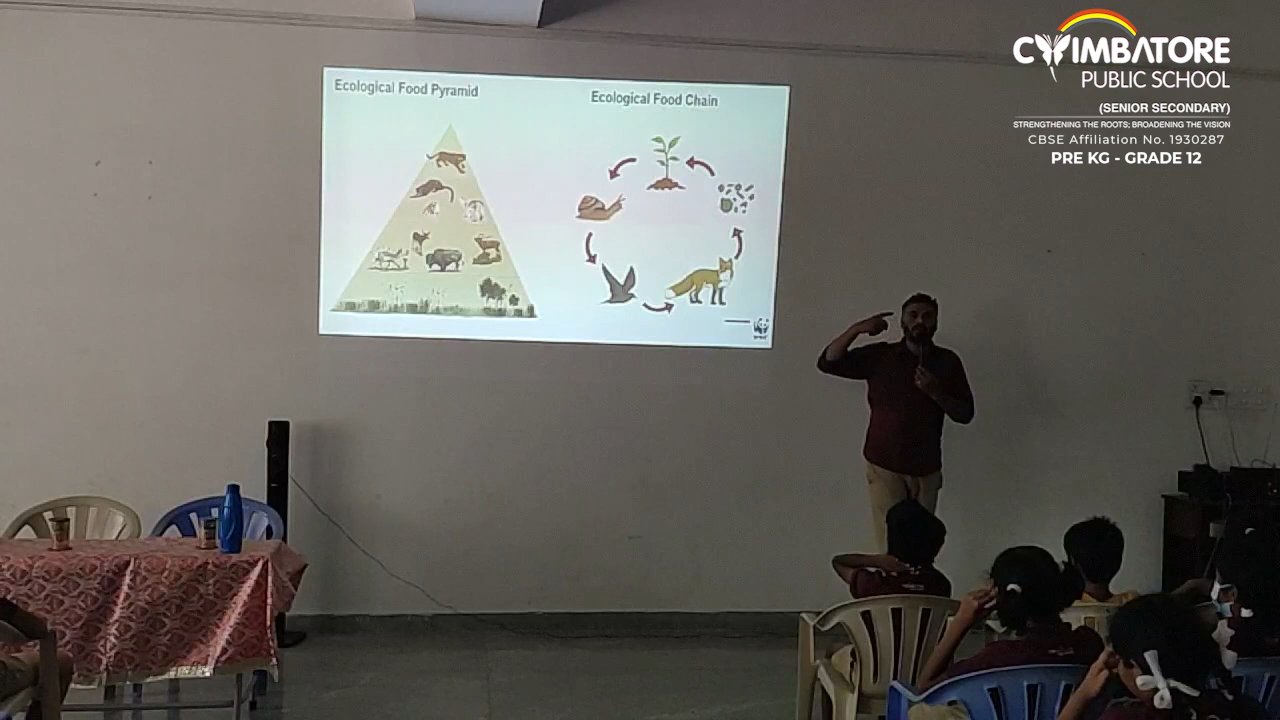 Ecological Food Pyramid
Ecological Food Chain
COIMBATORE
PUBLIC SCHOOL
(SENIOR SECONDARY)
STRENGTHENING THE ROOTS; BROADENING THE VISION
CBSE Affiliation No. 1930287
PRE KG - GRADE 12